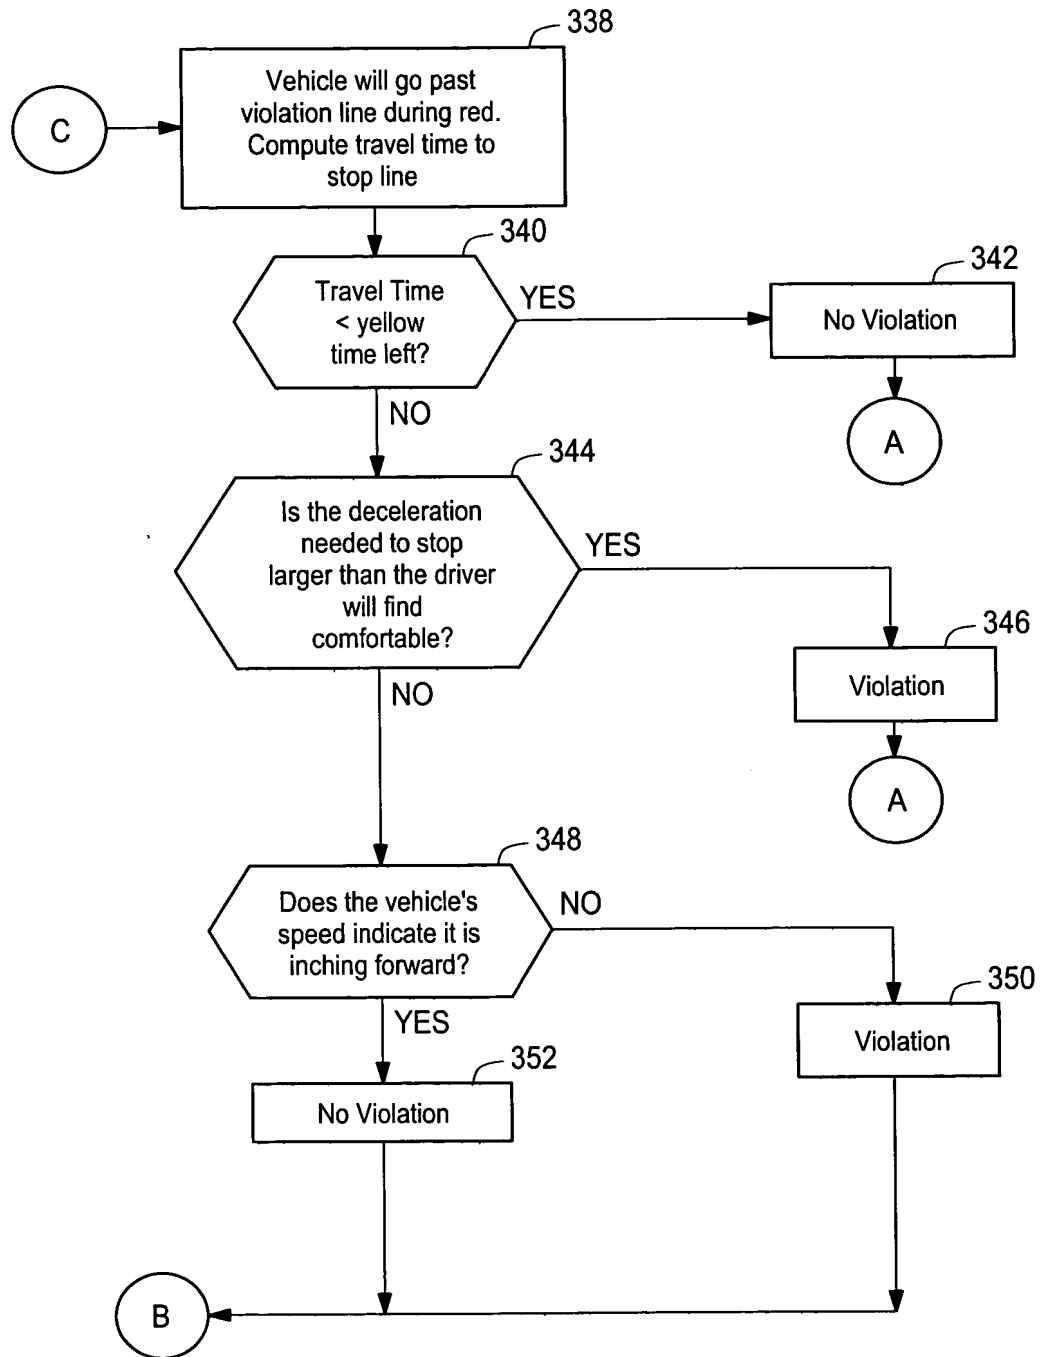 338
Vehicle will go past
violation line during red.
Compute travel time to
stop line
C
340
Travel Time
< yellow
time left?
YES
342
No Violation
NO
A
344
Is the deceleration
needed to stop
larger than the driver
will find
comfortable?
YES
346
Violation
NO
A
348
Does the vehicle's
speed indicate it is
inching forward?
NO
350
Violation
YES
352
No Violation
B